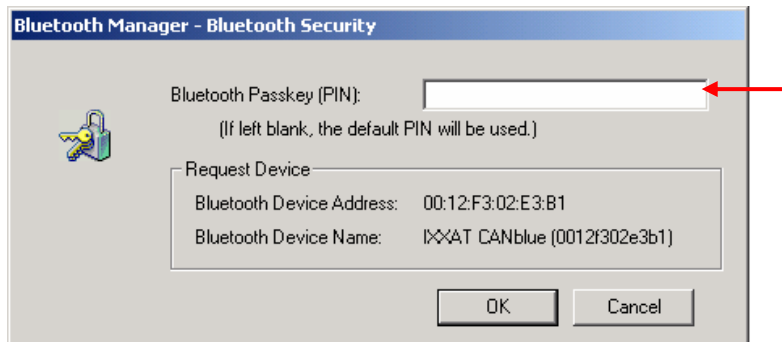 Bluetooth Manager - Bluetooth Security
Bluetooth Passkey (PIN):
(If left blank, the default PIN will be used.)
Request Device
Bluetooth Device Address: 00:12:F3:02:E3:B1
Bluetooth Device Name: IXXAT CANblue (0012f302e3b1)
OK Cancel